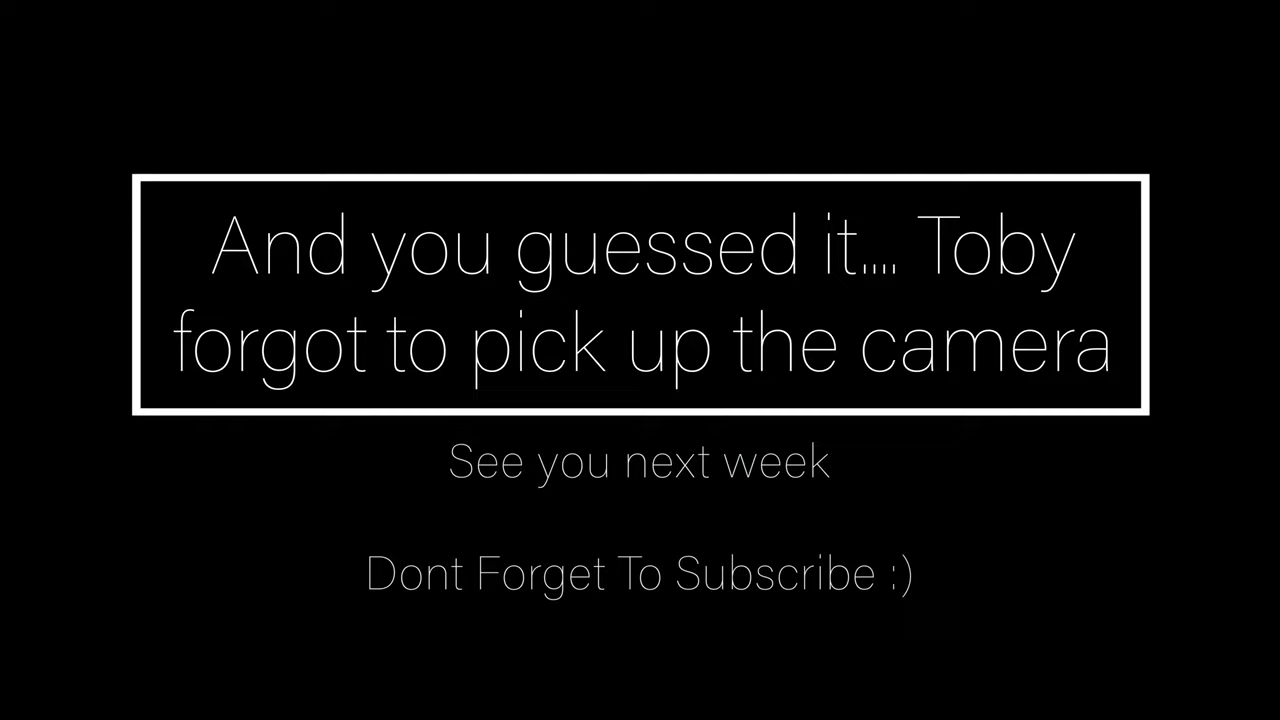 And you guessed it.... Toby
forgot to pick up the camera
See you next week
Dont Forget To Subscribe :)